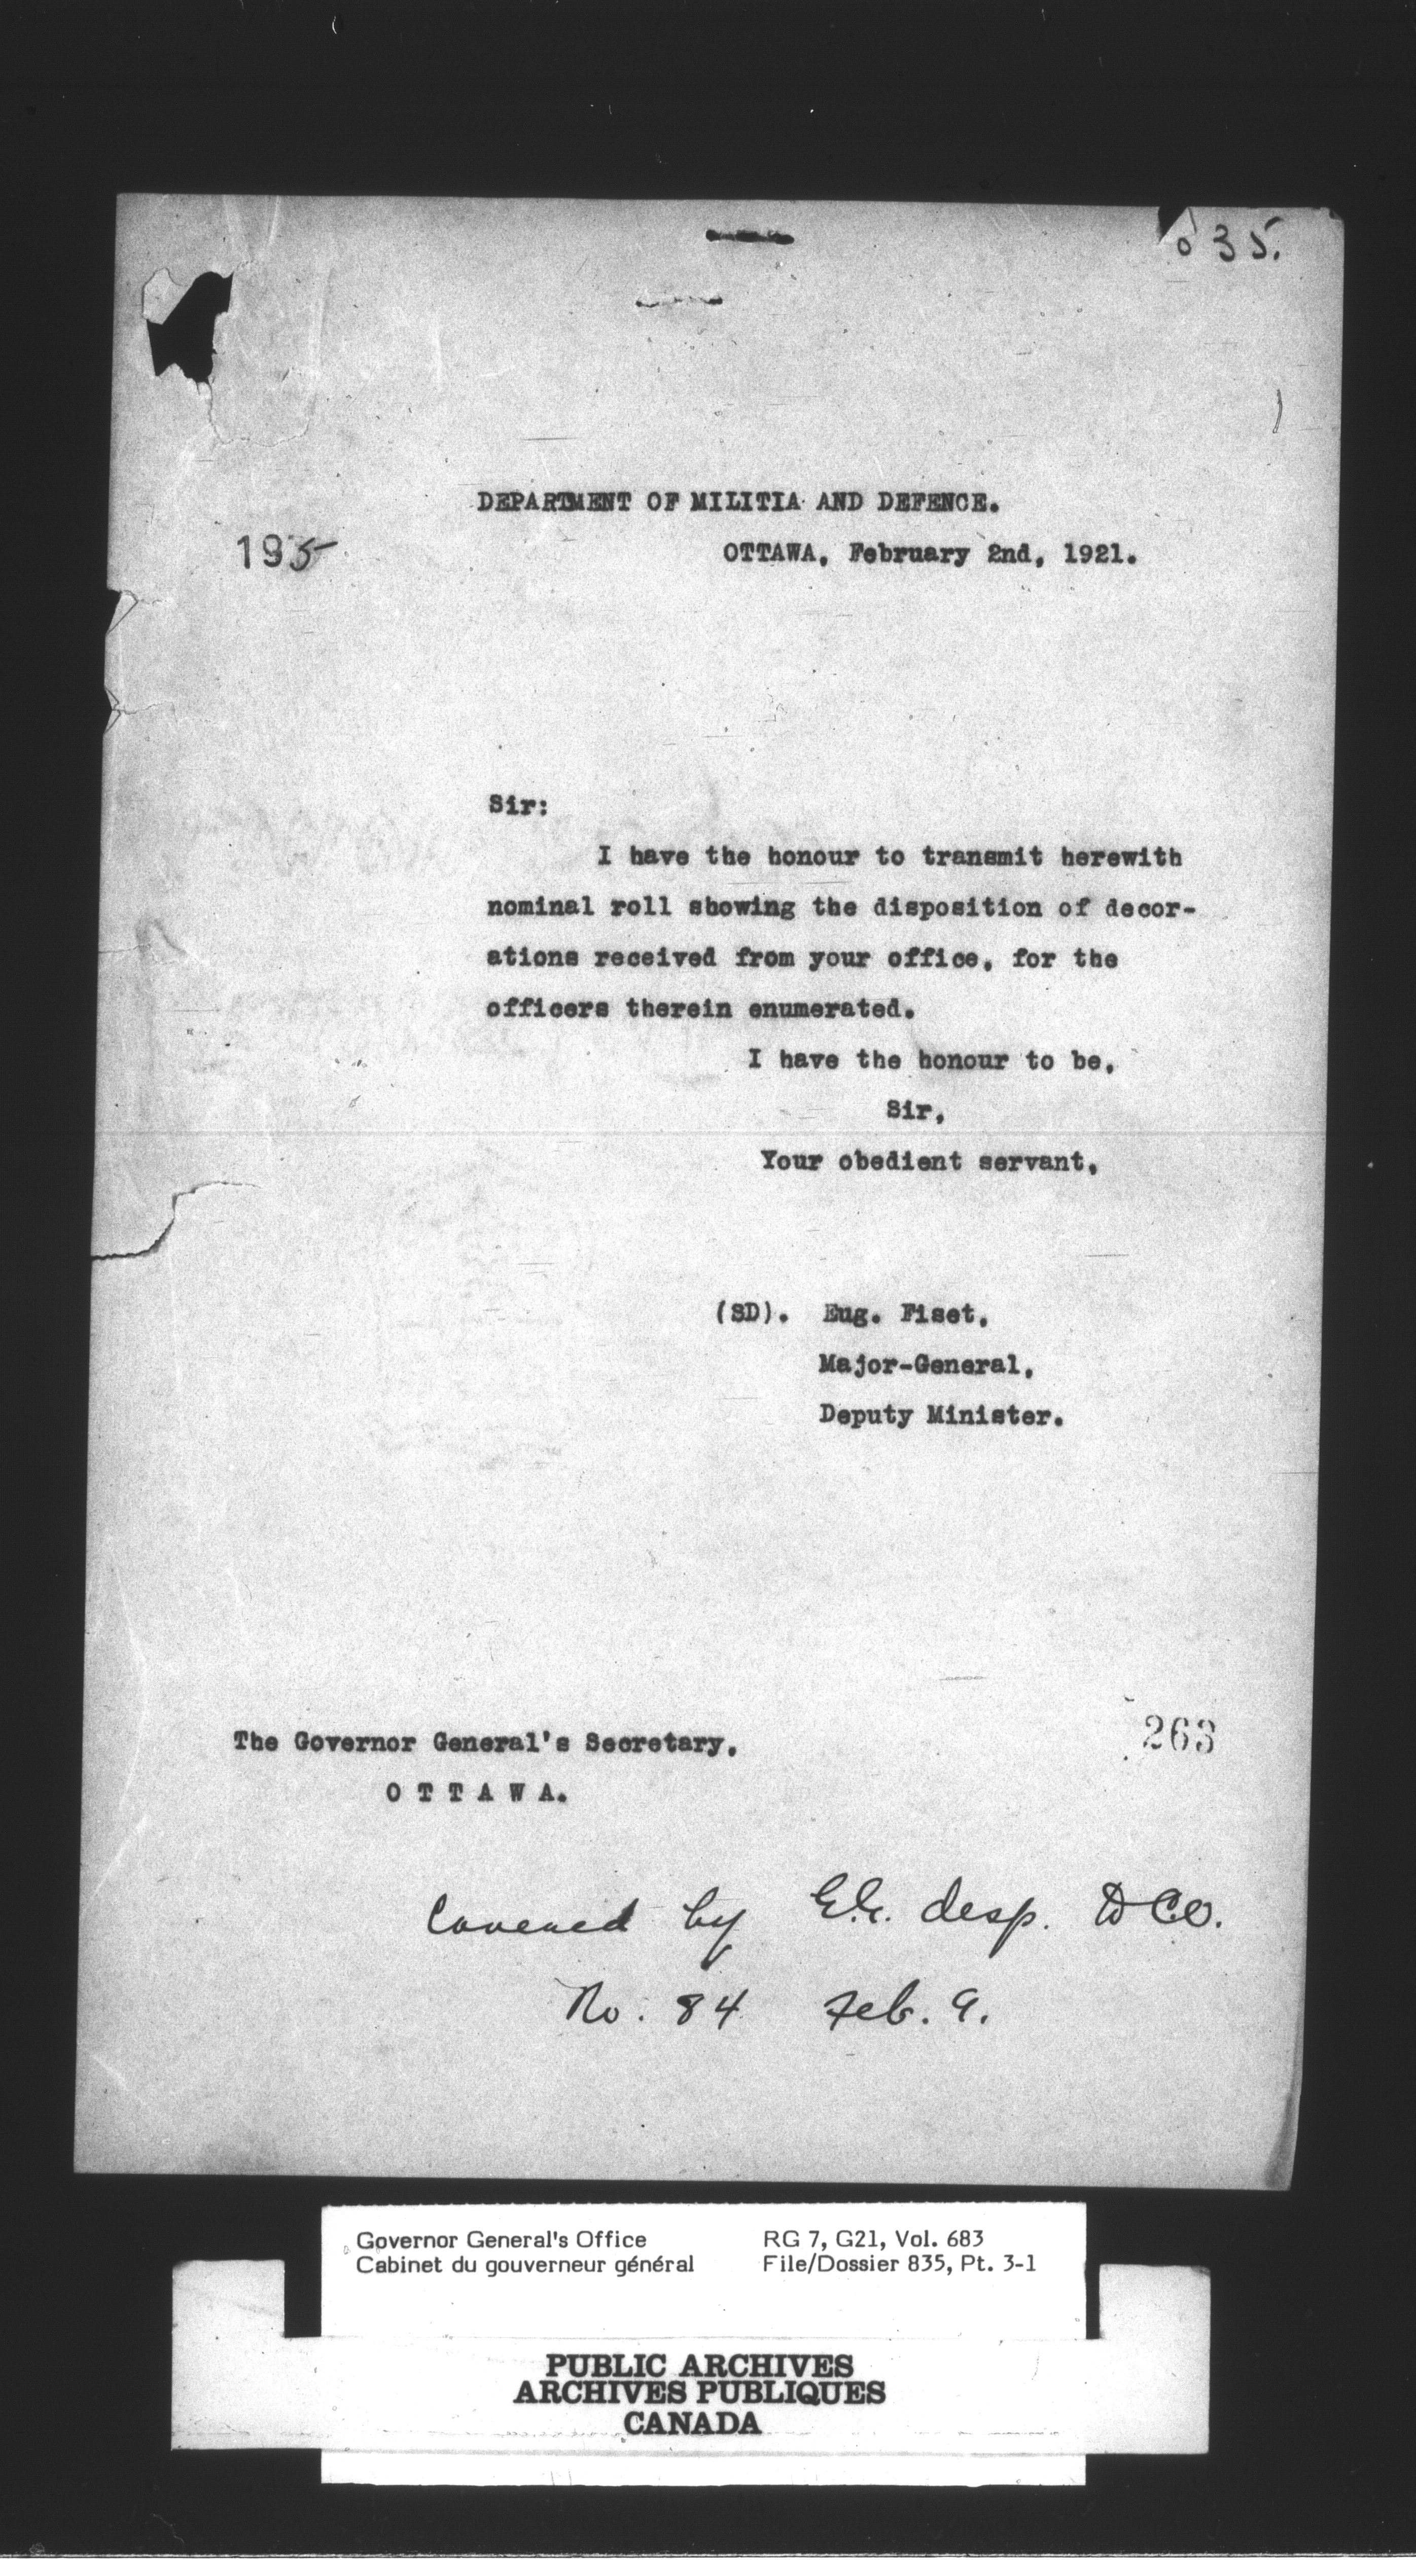 835.
DEPARTMENT OF MILITIA AND DEFENCE.
195
OTTAWA, February 2nd, 1921.
Sir:
I have the honour to transmit herewith
nominal roll showing the disposition of decor-
ations received from your office, for the
officers therein enumerated.
I have the honour to be,
Sir,
Your obedient servant,
(SD). Eug. Fiset,
Major-General,
Deputy Minister.
263
The Governor General's Secretary,
O T T A W A.
Covered by G.G. desp. to C.O.
No. 84 Feb. 9.
Governor General's Office
Cabinet du gouverneur général
RG 7, G21, Vol. 683
File/Dossier 835, Pt. 3-1
PUBLIC ARCHIVES
ARCHIVES PUBLIQUES
CANADA